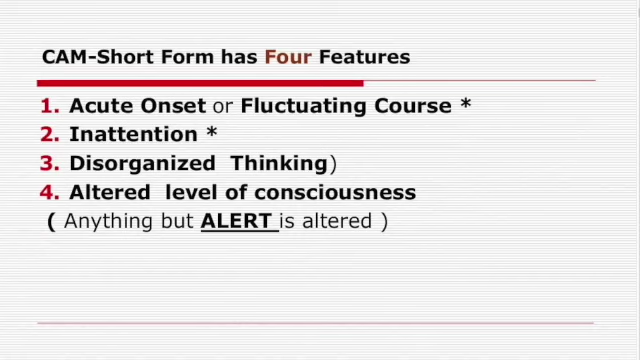 CAM-Short Form has Four Features
1. Acute Onset or Fluctuating Course *
2. Inattention *
3. Disorganized Thinking)
4. Altered level of consciousness
( Anything but ALERT is altered )